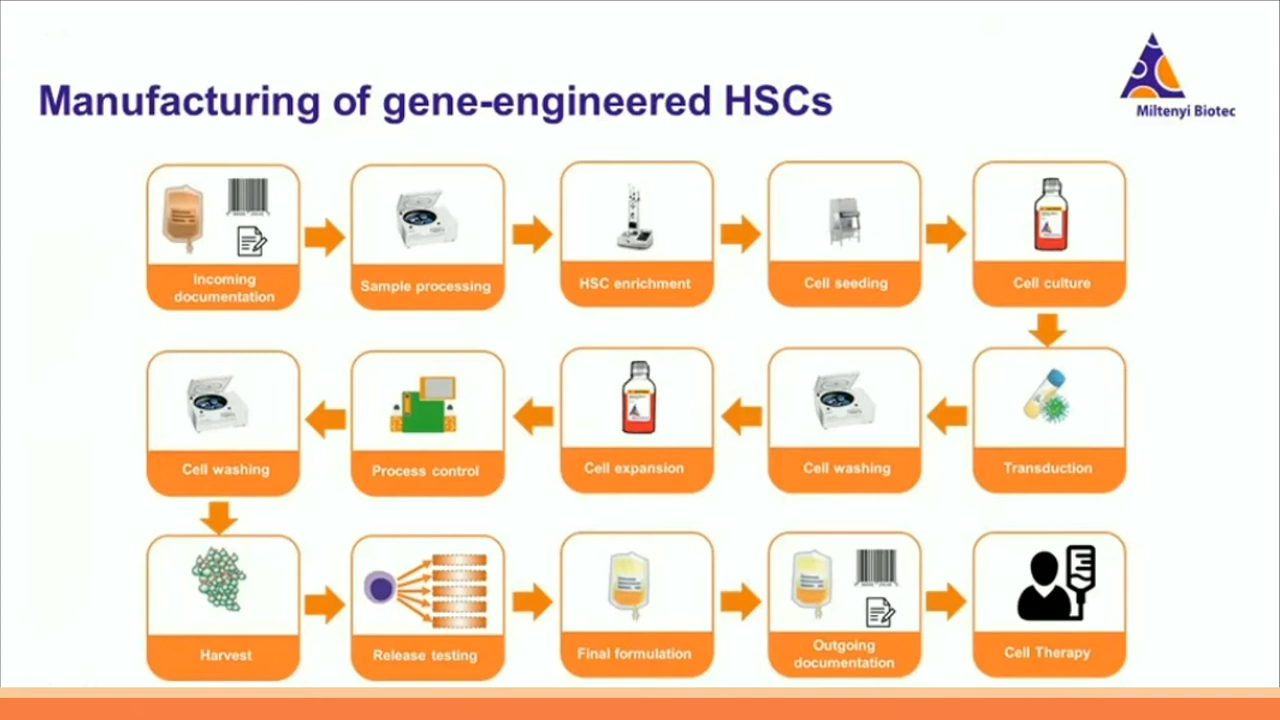 Manufacturing of gene-engineered HSCs
Miltenyi Biotec
Incoming
documentation
Sample processing
HSC enrichment
Cell seeding
Cell culture
Transduction
Cell washing
Cell expansion
Process control
Cell washing
Harvest
Release testing
Final formulation
Outgoing
documentation
Cell Therapy